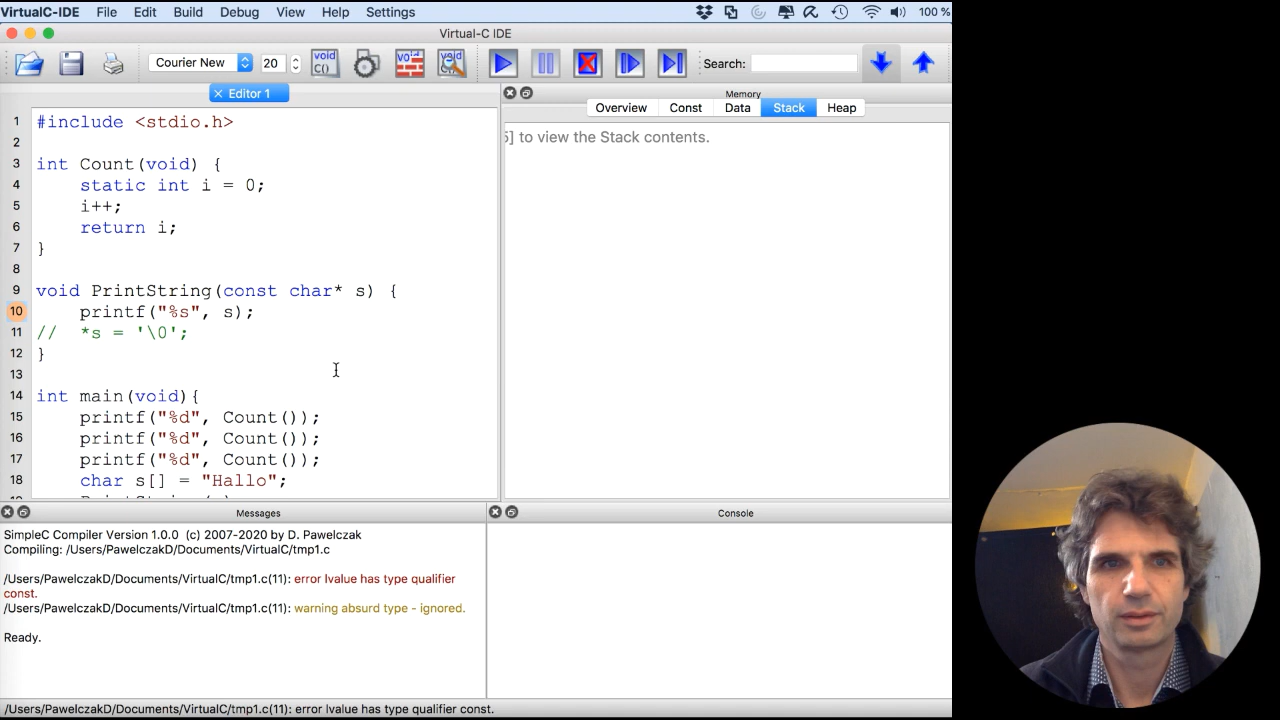 VirtualC-IDE File Edit Build Debug View Help Settings 100 %
Virtual-C IDE
Courier New 20 void C() Search:
Editor 1
Memory
Overview Const Data Stack Heap
] to view the Stack contents.
1 #include <stdio.h>
2
3 int Count(void) {
4 static int i = 0;
5 i++;
6 return i;
7 }
8
9 void PrintString(const char* s) {
10 printf("%s", s);
11 // *s = '\0';
12 }
13
14 int main(void){
15 printf("%d", Count());
16 printf("%d", Count());
17 printf("%d", Count());
18 char s[] = "Hallo";
Messages
Console
SimpleC Compiler Version 1.0.0 (c) 2007-2020 by D. Pawelczak
Compiling: /Users/PawelczakD/Documents/VirtualC/tmp1.c
/Users/PawelczakD/Documents/VirtualC/tmp1.c(11): error lvalue has type qualifier
const.
/Users/PawelczakD/Documents/VirtualC/tmp1.c(11): warning absurd type - ignored.
Ready.
/Users/PawelczakD/Documents/VirtualC/tmp1.c(11): error lvalue has type qualifier const.